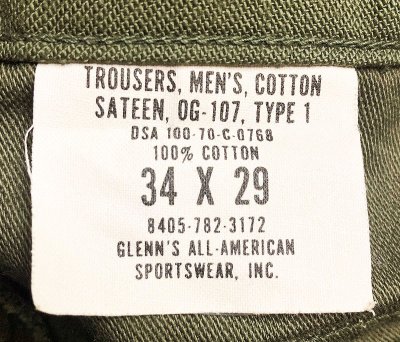 TROUSERS, MEN'S, COTTON
SATEEN, OG-107, TYPE 1
DSA 100-70-C-0768
100% COTTON
34 X 29
8405-782-3172
GLENN'S ALL-AMERICAN
SPORTSWEAR, INC.